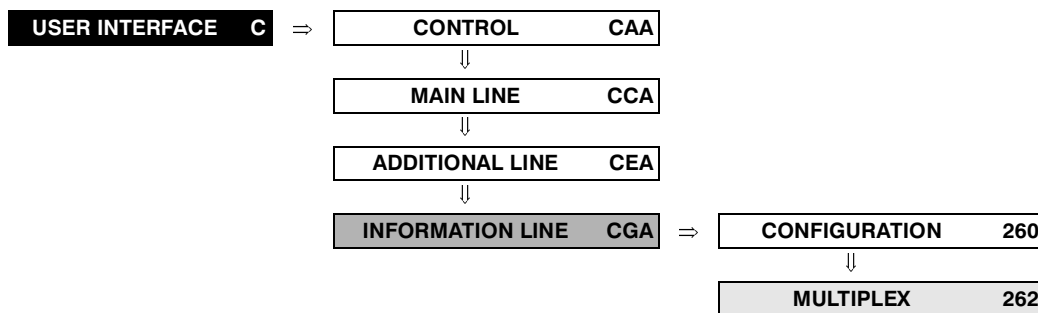 USER INTERFACE C ⇒ CONTROL CAA
⇓
MAIN LINE CCA
⇓
ADDITIONAL LINE CEA
⇓
INFORMATION LINE CGA ⇒ CONFIGURATION 260
⇓
MULTIPLEX 262